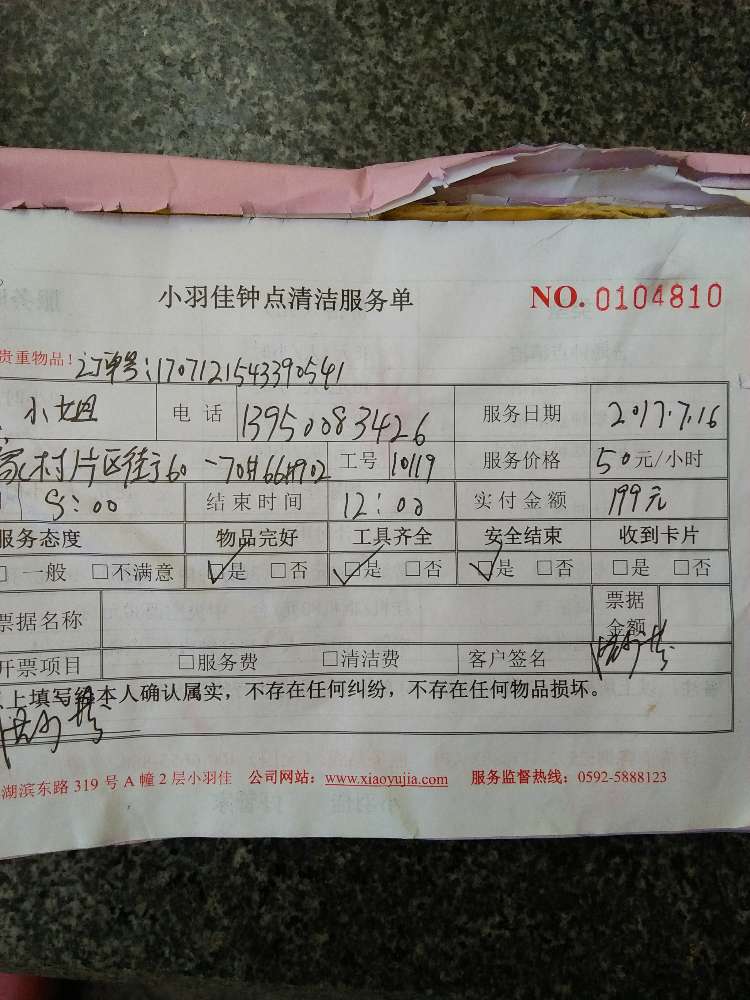 小羽佳钟点清洁服务单 NO. 0104810
贵重物品！订单号：1707121543390541
小姐 电话 13950083426 服务日期 2017.7.16
村片区街 工号 10119 服务价格 50元/小时
:00 结束时间 12:00 实付金额 199元
服务态度 物品完好 工具齐全 安全结束 收到卡片
□一般 □不满意 □是 □否 □是 □否 □是 □否 □是 □否
票据名称 票据金额
开票项目 □服务费 □清洁费 客户签名
上填写经本人确认属实，不存在任何纠纷，不存在任何物品损坏。
湖滨东路 319 号 A 幢 2 层小羽佳 公司网站：www.xiaoyujia.com 服务监督热线：0592-5888123